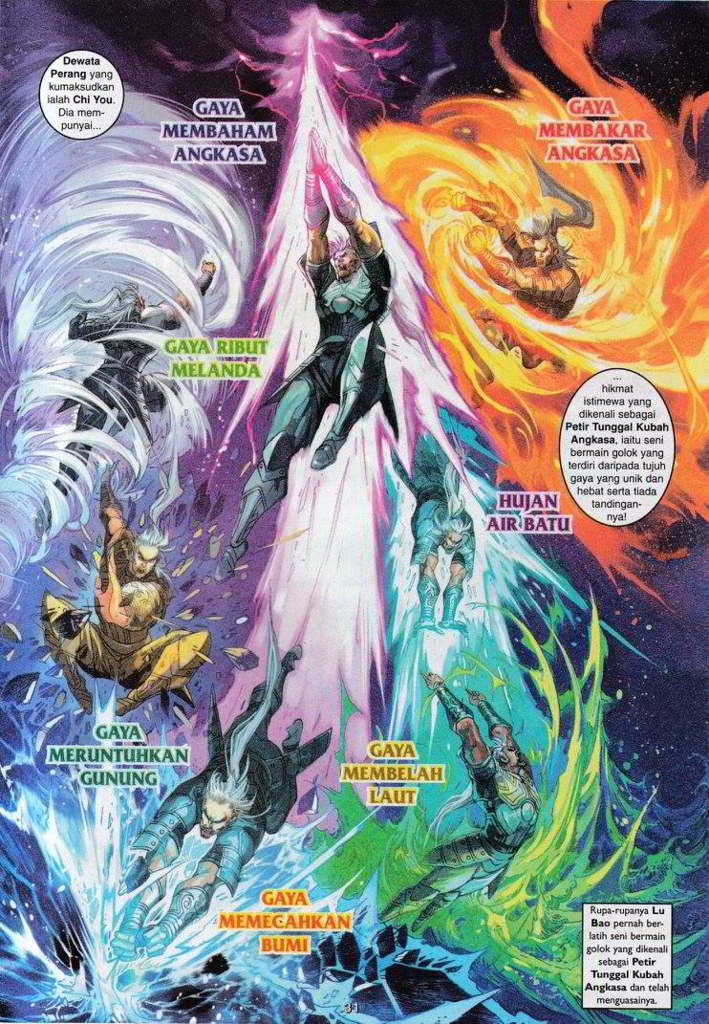 Dewata
Perang yang
kumaksudkan
ialah Chi You.
Dia mem-
punyai...
GAYA
MEMBAHAM
ANGKASA
GAYA
MEMBAKAR
ANGKASA
GAYA RIBUT
MELANDA
...
hikmat
istimewa yang
dikenali sebagai
Petir Tunggal Kubah
Angkasa, iaitu seni
bermain golok yang
terdiri daripada tujuh
gaya yang unik dan
hebat serta tiada
tandingan-
nya!
HUJAN
AIR BATU
GAYA
MERUNTUHKAN
GUNUNG
GAYA
MEMBELAH
LAUT
GAYA
MEMECAHKAN
BUMI
Rupa-rupanya Lu
Bao pernah ber-
latih seni bermain
golok yang dikenali
sebagai Petir
Tunggal Kubah
Angkasa dan telah
menguasainya.
31